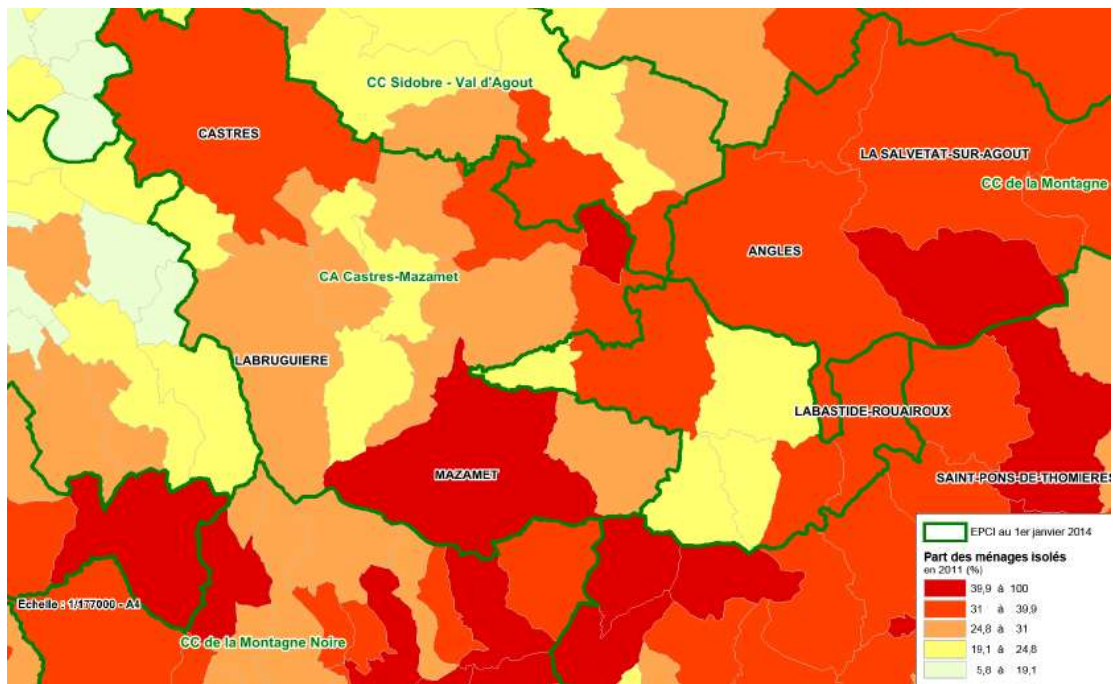 CC Sidobre - Val d'Agout
CASTRES
LA SALVETAT-SUR-AGOUT
CC de la Montagne
ANGLES
CA Castres-Mazamet
LABRUGUIERE
LABASTIDE-ROUAIROUX
MAZAMET
SAINT-PONS-DE-THOMIERES
Echelle : 1/177000 - A4
CC de la Montagne Noire
EPCI au 1er janvier 2014
Part des ménages isolés
en 2011 (%)
39,9 à 100
31 à 39,9
24,8 à 31
19,1 à 24,8
5,8 à 19,1